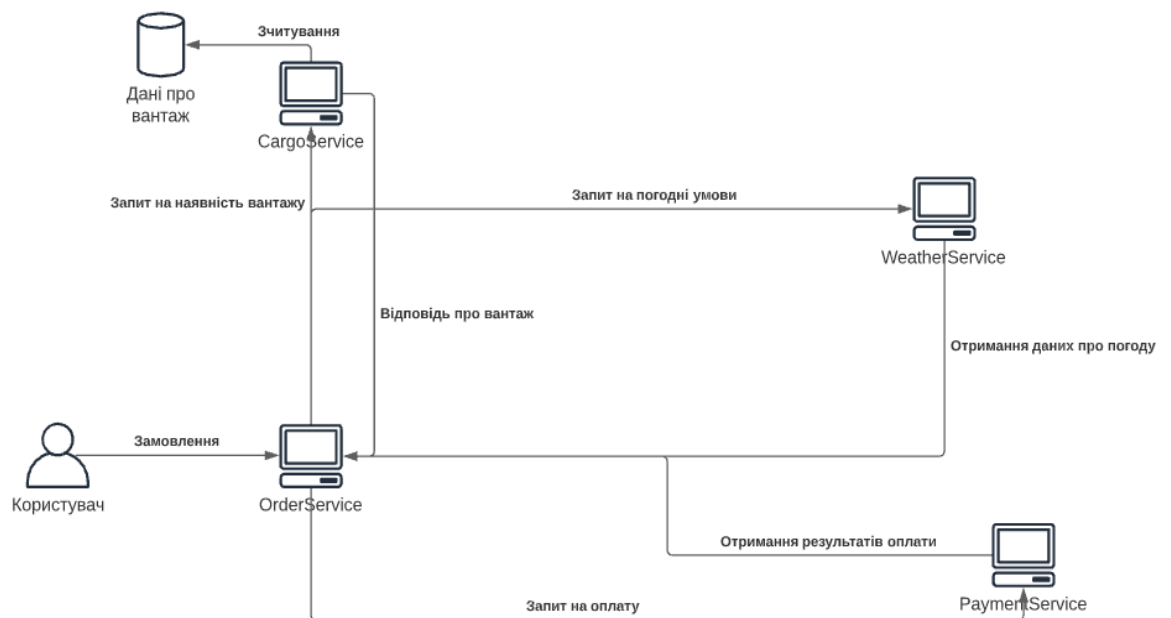 Зчитування
Дані про
вантаж
CargoService
Запит на наявність вантажу
Запит на погодні умови
WeatherService
Відповідь про вантаж
Отримання даних про погоду
Замовлення
Користувач
OrderService
Отримання результатів оплати
Запит на оплату
PaymentService